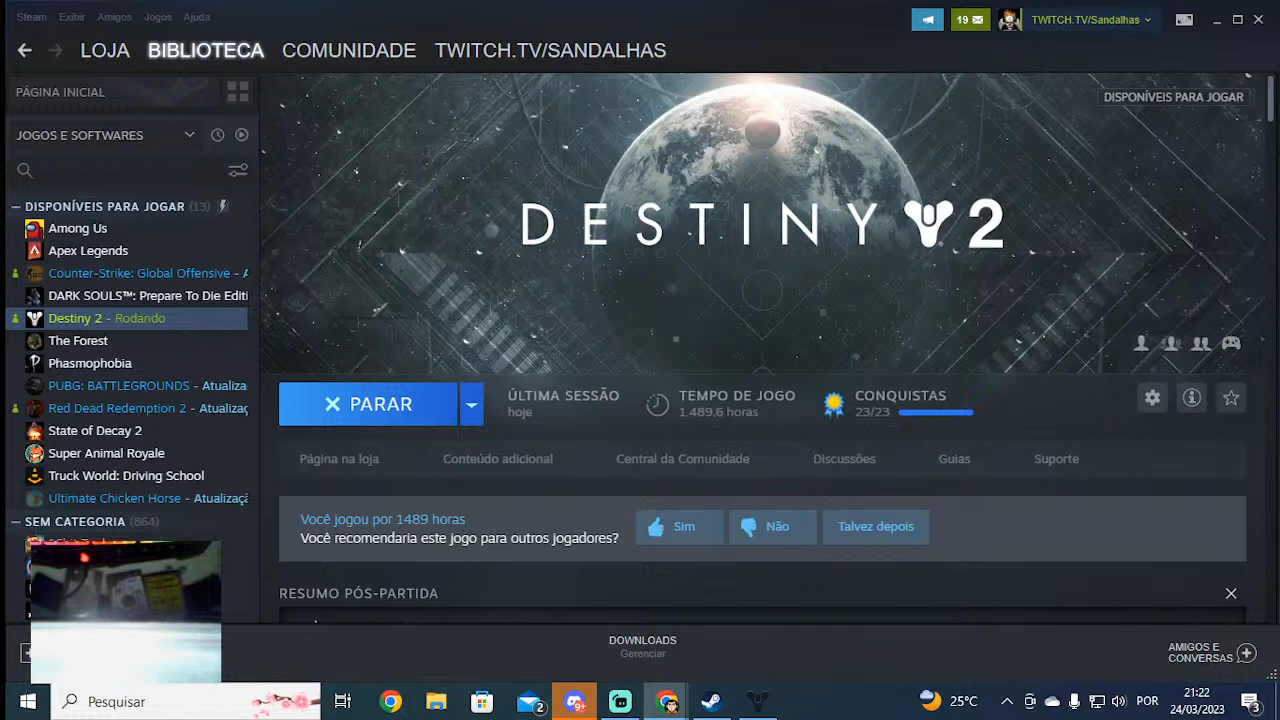 Steam Exibir Amigos Jogos Ajuda
19
TWITCH.TV/Sandalhas
LOJA BIBLIOTECA COMUNIDADE TWITCH.TV/SANDALHAS
PÁGINA INICIAL
DISPONÍVEIS PARA JOGAR
JOGOS E SOFTWARES
DESTINY 2
DISPONÍVEIS PARA JOGAR (13)
Among Us
Apex Legends
Counter-Strike: Global Offensive - A
DARK SOULS™: Prepare To Die Editi
Destiny 2 - Rodando
The Forest
Phasmophobia
PUBG: BATTLEGROUNDS - Atualiza
Red Dead Redemption 2 - Atualizaç
State of Decay 2
Super Animal Royale
Truck World: Driving School
Ultimate Chicken Horse - Atualizaçã
SEM CATEGORIA (864)
PARAR
ÚLTIMA SESSÃO
hoje
TEMPO DE JOGO
1.489,6 horas
CONQUISTAS
23/23
Página na loja Conteúdo adicional Central da Comunidade Discussões Guias Suporte
Você jogou por 1489 horas
Você recomendaria este jogo para outros jogadores?
Sim Não Talvez depois
RESUMO PÓS-PARTIDA
DOWNLOADS
Gerenciar
AMIGOS E
CONVERSAS
Pesquisar
2
9+
25°C
POR
22
24/03/2023
3